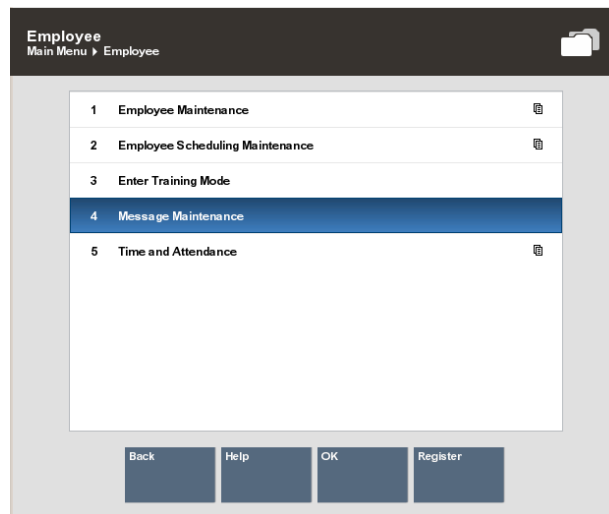 Employee
Main Menu ▸ Employee
1 Employee Maintenance
2 Employee Scheduling Maintenance
3 Enter Training Mode
4 Message Maintenance
5 Time and Attendance
Back Help OK Register